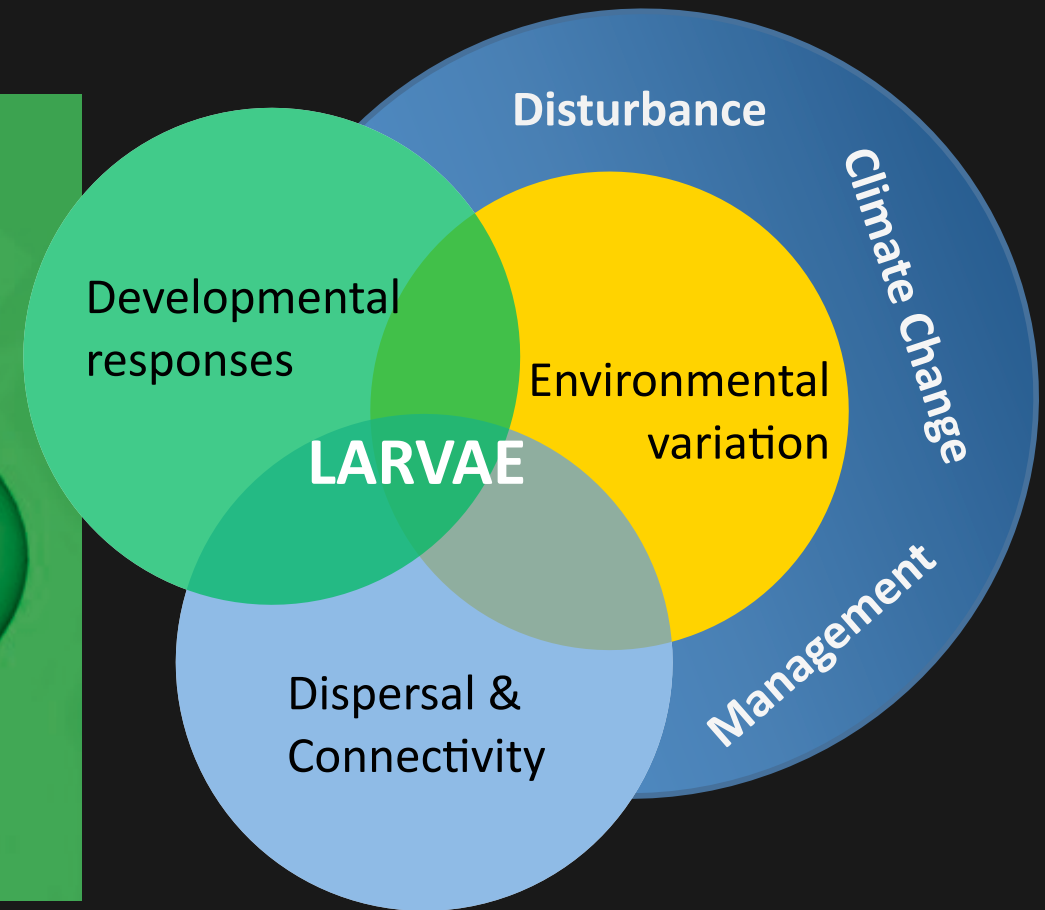 Disturbance
Climate Change
Developmental
responses
Environmental
variation
LARVAE
Management
Dispersal &
Connectivity